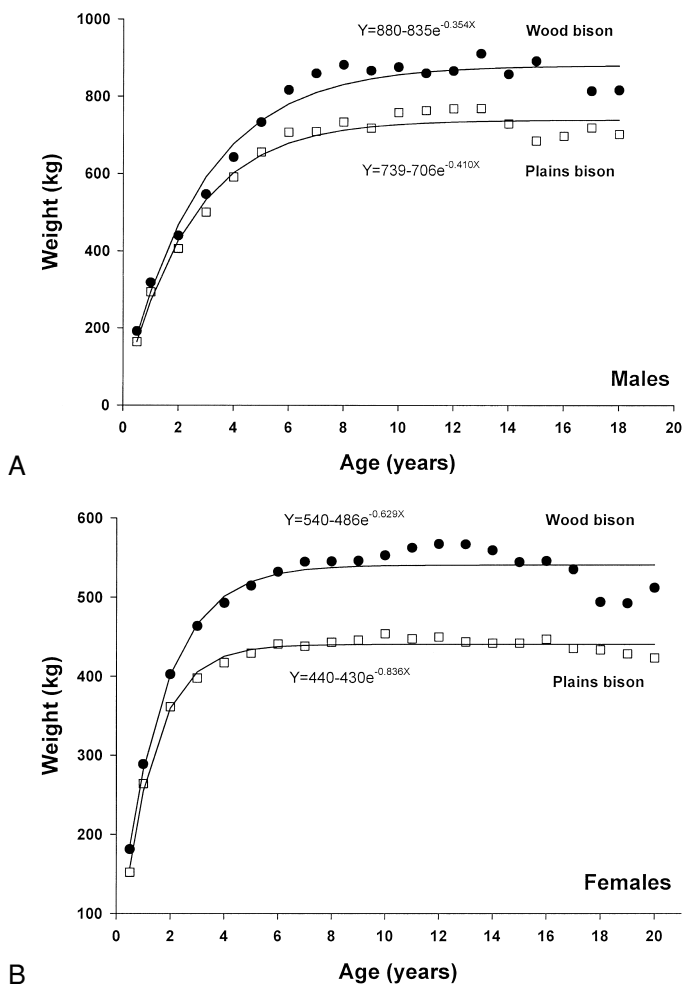 1000
Y=880-835e-0.354X
Wood bison
800
600
400
200
0
Weight (kg)
Y=739-706e-0.410X
Plains bison
Males
0 2 4 6 8 10 12 14 16 18 20
Age (years)
A
600
Y=540-486e-0.629X
Wood bison
500
400
300
200
100
Weight (kg)
Y=440-430e-0.836X
Plains bison
Females
0 2 4 6 8 10 12 14 16 18 20
Age (years)
B